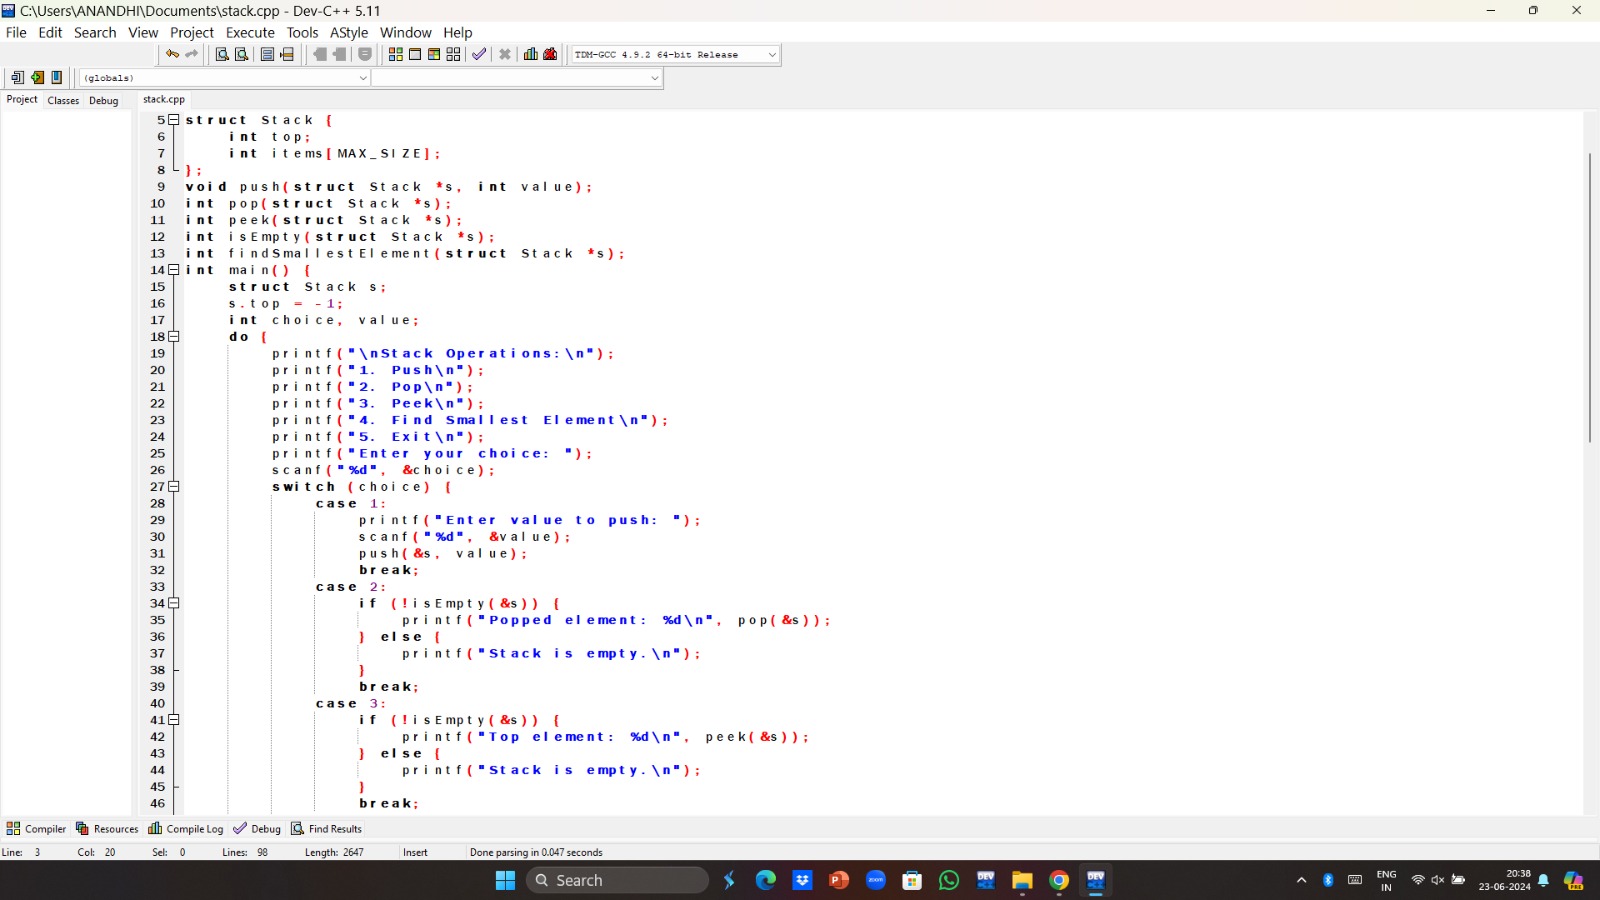 C:\Users\ANANDHI\Documents\stack.cpp - Dev-C++ 5.11
File Edit Search View Project Execute Tools AStyle Window Help
TDM-GCC 4.9.2 64-bit Release
(globals)
Project Classes Debug stack.cpp
5 struct Stack {
6 int top;
7 int items[MAX_SIZE];
8 };
9 void push(struct Stack *s, int value);
10 int pop(struct Stack *s);
11 int peek(struct Stack *s);
12 int isEmpty(struct Stack *s);
13 int findSmallestElement(struct Stack *s);
14 int main() {
15 struct Stack s;
16 s.top = -1;
17 int choice, value;
18 do {
19 printf("\nStack Operations:\n");
20 printf("1. Push\n");
21 printf("2. Pop\n");
22 printf("3. Peek\n");
23 printf("4. Find Smallest Element\n");
24 printf("5. Exit\n");
25 printf("Enter your choice: ");
26 scanf("%d", &choice);
27 switch (choice) {
28 case 1:
29 printf("Enter value to push: ");
30 scanf("%d", &value);
31 push(&s, value);
32 break;
33 case 2:
34 if (!isEmpty(&s)) {
35 printf("Popped element: %d\n", pop(&s));
36 } else {
37 printf("Stack is empty.\n");
38 }
39 break;
40 case 3:
41 if (!isEmpty(&s)) {
42 printf("Top element: %d\n", peek(&s));
43 } else {
44 printf("Stack is empty.\n");
45 }
46 break;
Compiler Resources Compile Log Debug Find Results
Line: 3 Col: 20 Sel: 0 Lines: 98 Length: 2647 Insert Done parsing in 0.047 seconds
Search
zoom
DEV
DEV
ENG
IN
20:38
23-06-2024
PRE